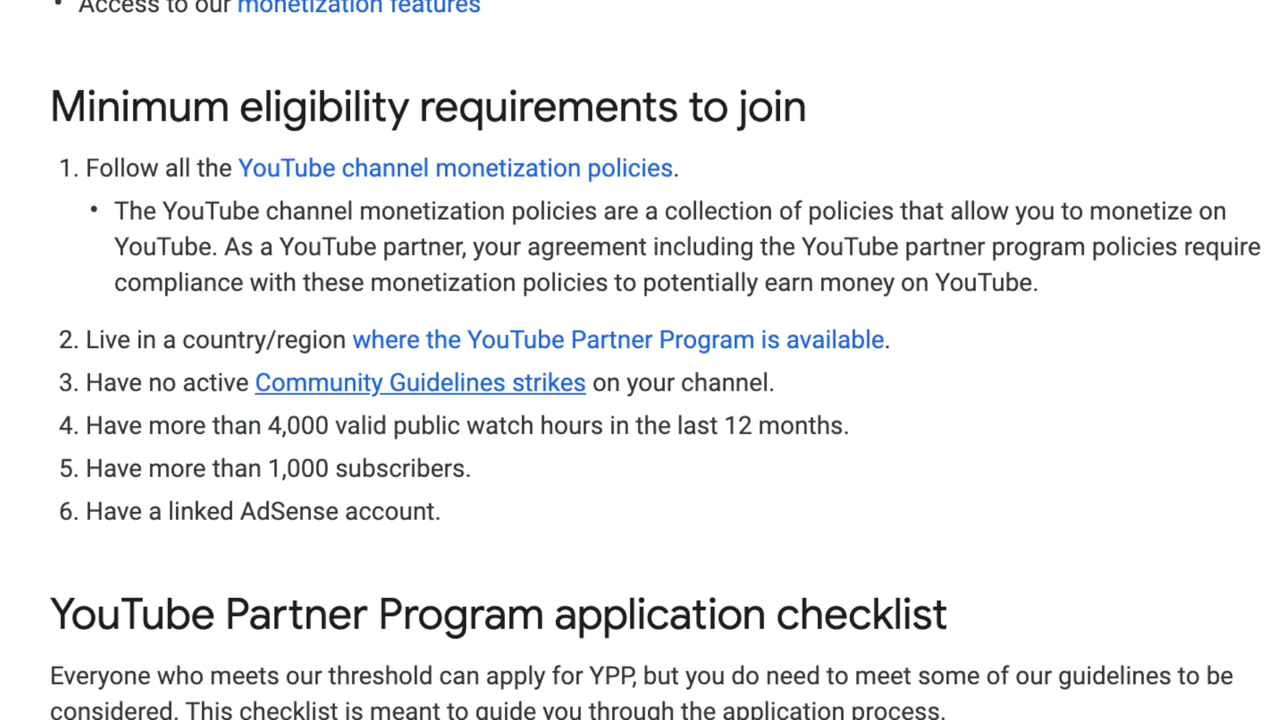 • Access to our monetization features
Minimum eligibility requirements to join
1. Follow all the YouTube channel monetization policies.
• The YouTube channel monetization policies are a collection of policies that allow you to monetize on
YouTube. As a YouTube partner, your agreement including the YouTube partner program policies require
compliance with these monetization policies to potentially earn money on YouTube.
2. Live in a country/region where the YouTube Partner Program is available.
3. Have no active Community Guidelines strikes on your channel.
4. Have more than 4,000 valid public watch hours in the last 12 months.
5. Have more than 1,000 subscribers.
6. Have a linked AdSense account.
YouTube Partner Program application checklist
Everyone who meets our threshold can apply for YPP, but you do need to meet some of our guidelines to be
considered. This checklist is meant to guide you through the application process.